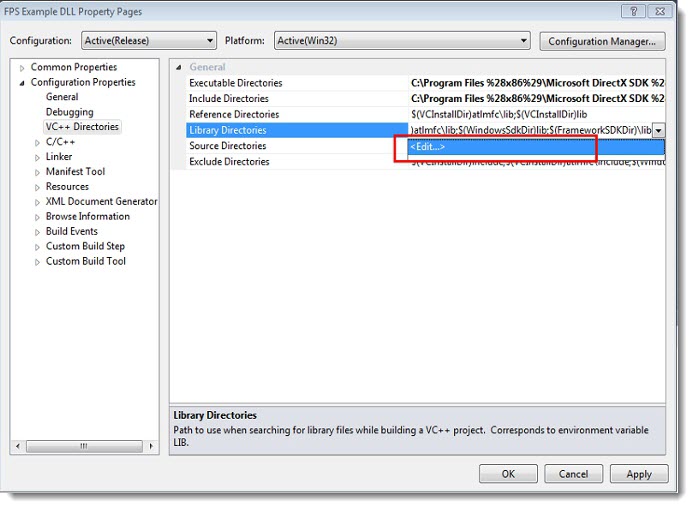 FPS Example DLL Property Pages
Configuration: Active(Release) Platform: Active(Win32) Configuration Manager...
Common Properties
Configuration Properties
General
Debugging
VC++ Directories
C/C++
Linker
Manifest Tool
Resources
XML Document Generator
Browse Information
Build Events
Custom Build Step
Custom Build Tool
General
Executable Directories C:\Program Files %28x86%29\Microsoft DirectX SDK %28
Include Directories C:\Program Files %28x86%29\Microsoft DirectX SDK %28
Reference Directories $(VCInstallDir)atlmfc\lib;$(VCInstallDir)lib
Library Directories )atlmfc\lib;$(WindowsSdkDir)lib;$(FrameworkSDKDir)\lib
Source Directories <Edit...>
Exclude Directories $(VCInstallDir)include;$(VCInstallDir)atlmfc\include;$(Windo
Library Directories
Path to use when searching for library files while building a VC++ project. Corresponds to environment variable
LIB.
OK Cancel Apply